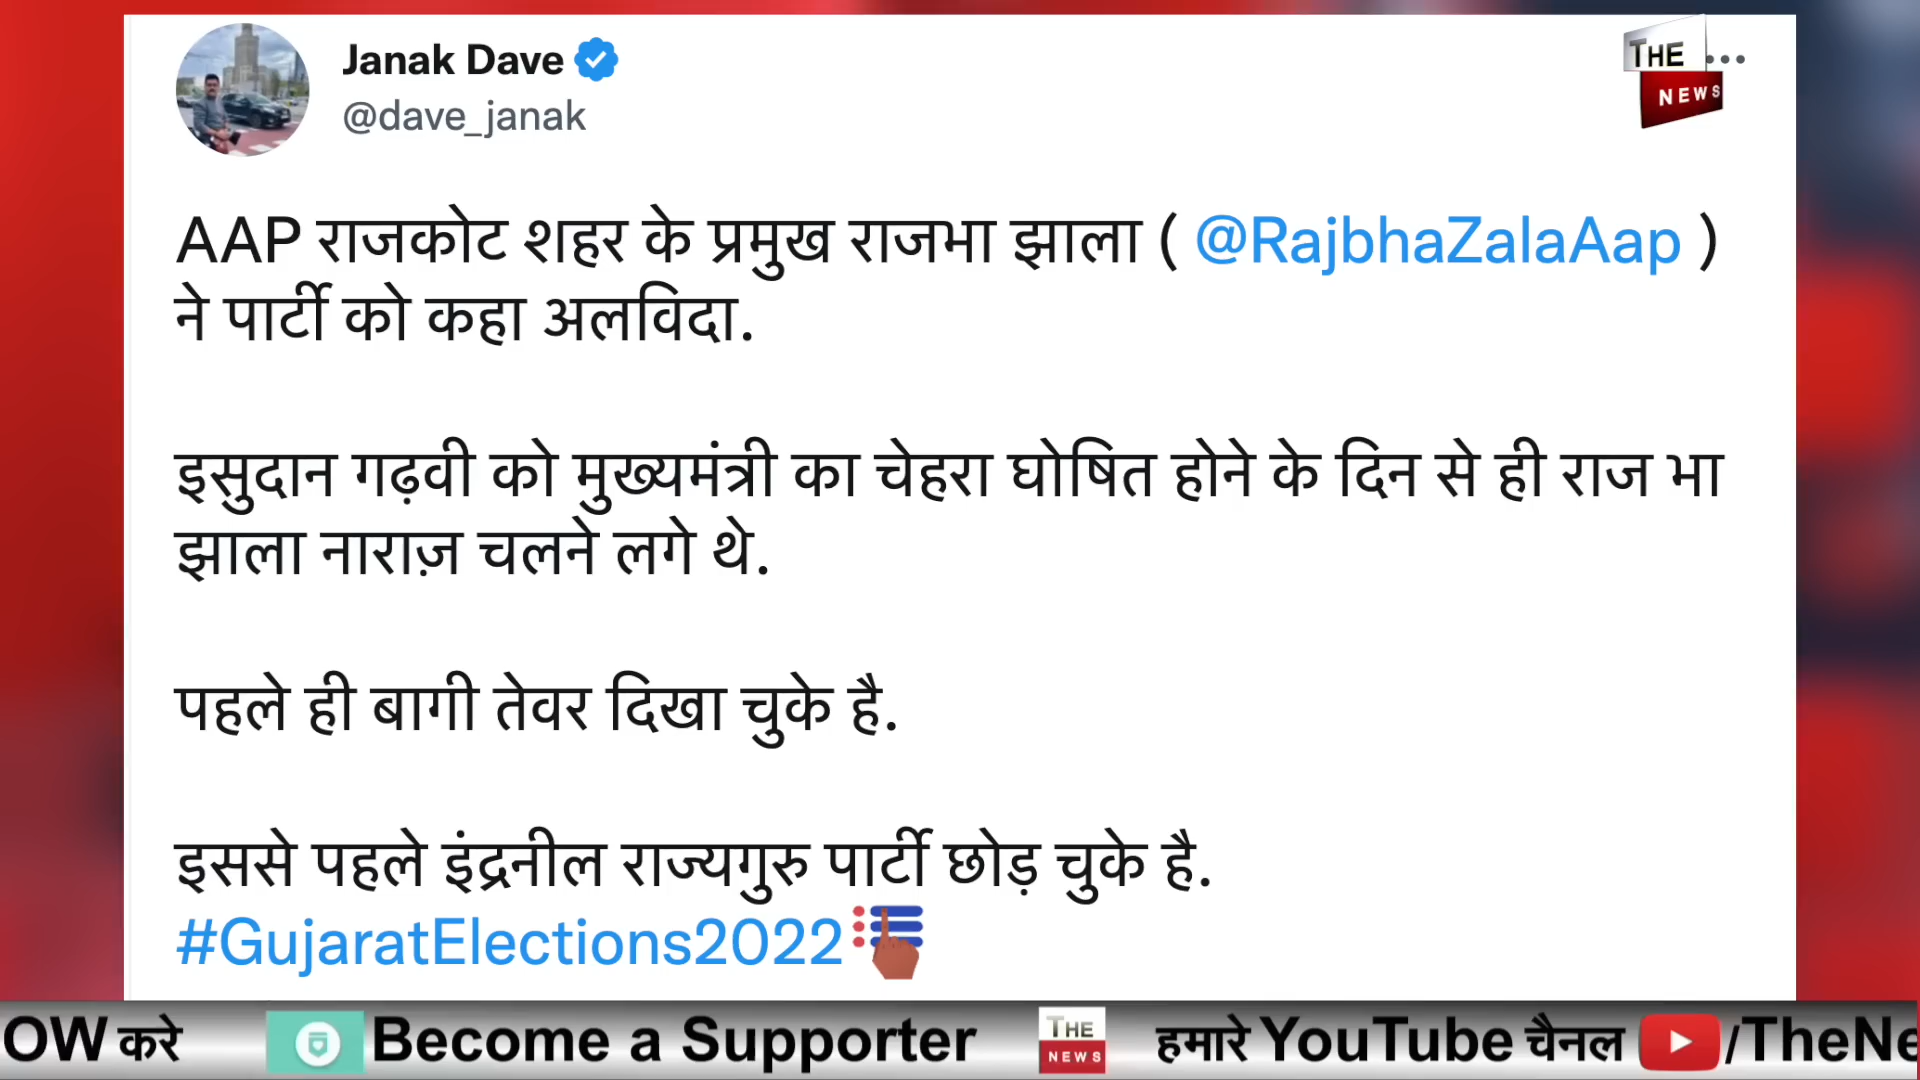 Janak Dave
@dave_janak
THE
NEWS
AAP राजकोट शहर के प्रमुख राजभा झाला ( @RajbhaZalaAap )
ने पार्टी को कहा अलविदा.
इसुदान गढ़वी को मुख्यमंत्री का चेहरा घोषित होने के दिन से ही राज भा
झाला नाराज़ चलने लगे थे.
पहले ही बागी तेवर दिखा चुके है.
इससे पहले इंद्रनील राज्यगुरु पार्टी छोड़ चुके है.
#GujaratElections2022
OW करे Become a Supporter THE NEWS हमारे YouTube चैनल /TheNe